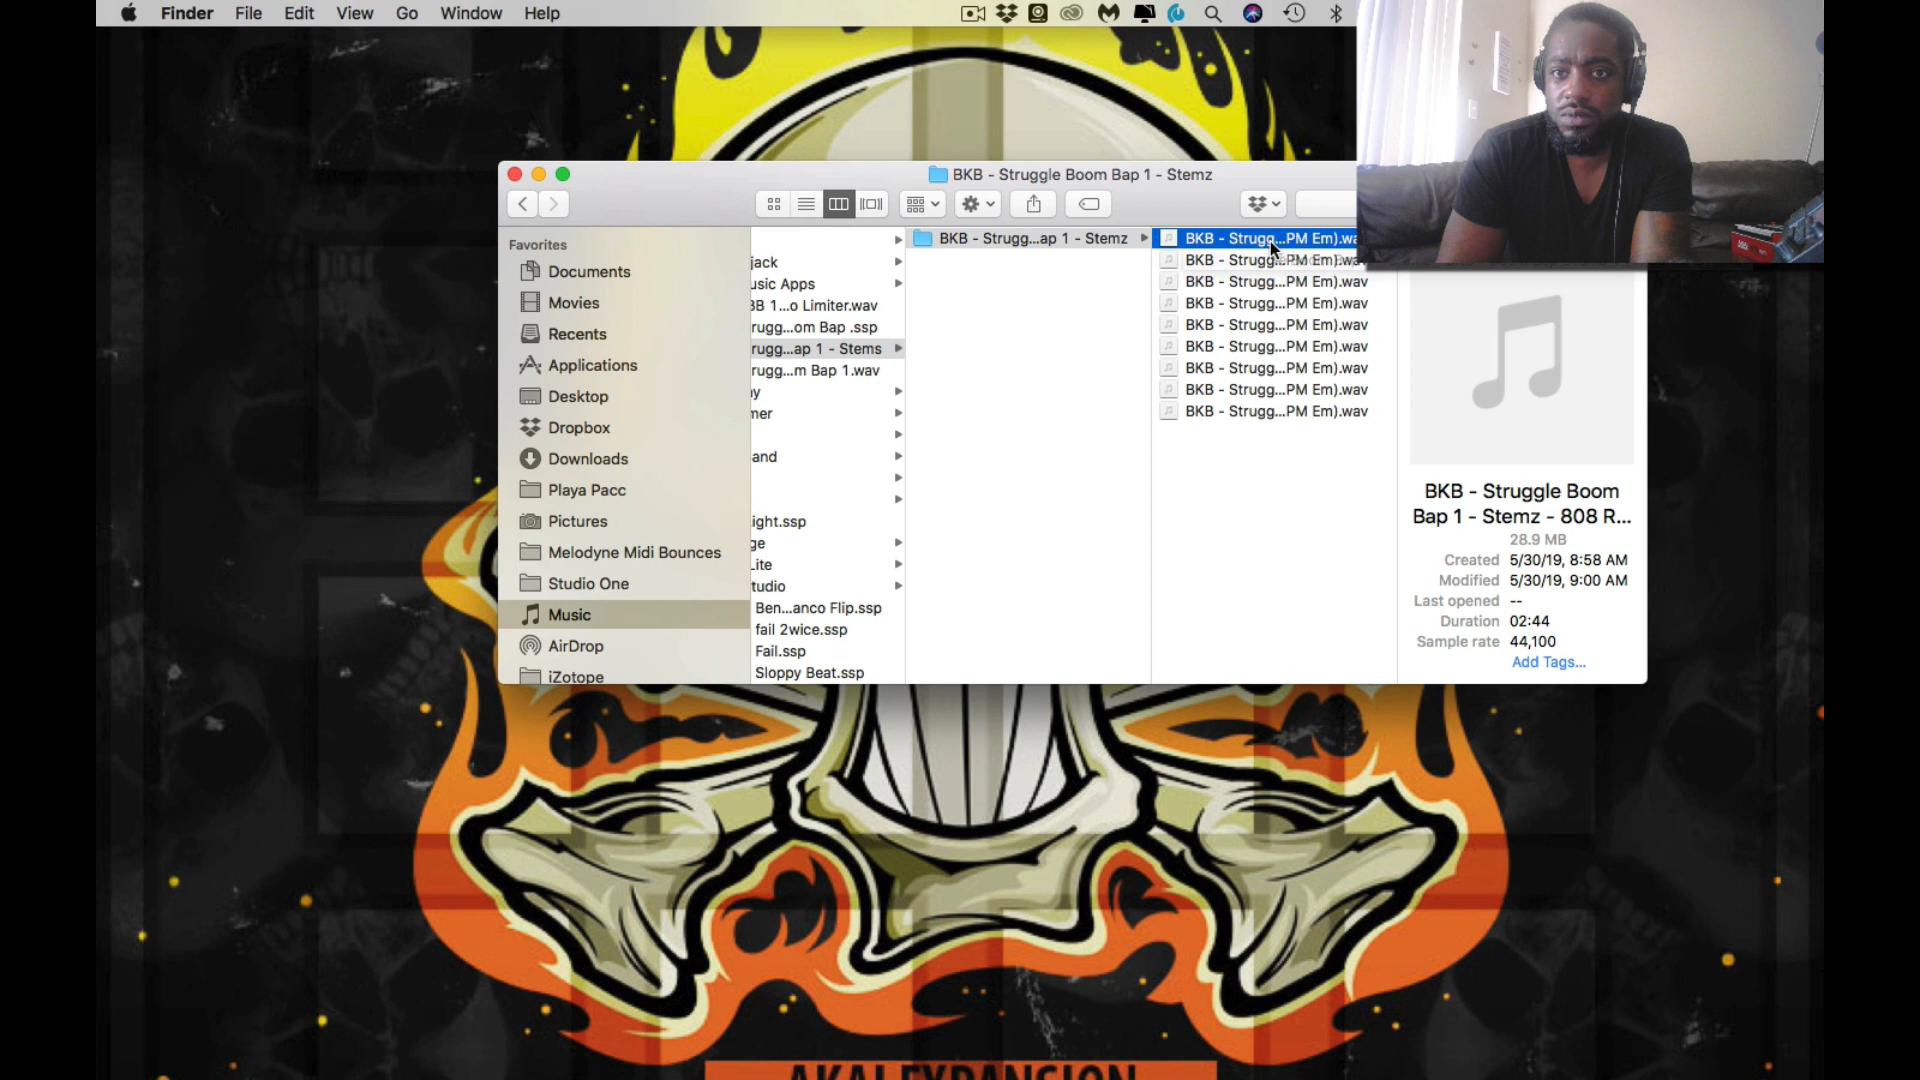 Finder File Edit View Go Window Help
BKB - Struggle Boom Bap 1 - Stemz
Favorites
Documents
Movies
Recents
Applications
Desktop
Dropbox
Downloads
Playa Pacc
Pictures
Melodyne Midi Bounces
Studio One
Music
AirDrop
iZotope
jack
usic Apps
BB 1...o Limiter.wav
rugg...om Bap .ssp
rugg...ap 1 - Stems
rugg...m Bap 1.wav
ny
mer
and
ight.ssp
ge
Lite
tudio
Ben...anco Flip.ssp
fail 2wice.ssp
Fail.ssp
Sloppy Beat.ssp
BKB - Strugg...ap 1 - Stemz
BKB - Strugg...PM Em).wa
BKB - Strugg...PM Em).wav
BKB - Strugg...PM Em).wav
BKB - Strugg...PM Em).wav
BKB - Strugg...PM Em).wav
BKB - Strugg...PM Em).wav
BKB - Strugg...PM Em).wav
BKB - Strugg...PM Em).wav
BKB - Strugg...PM Em).wav
BKB - Struggle Boom
Bap 1 - Stemz - 808 R...
28.9 MB
Created 5/30/19, 8:58 AM
Modified 5/30/19, 9:00 AM
Last opened --
Duration 02:44
Sample rate 44,100
Add Tags...
AKAI EXPANSION